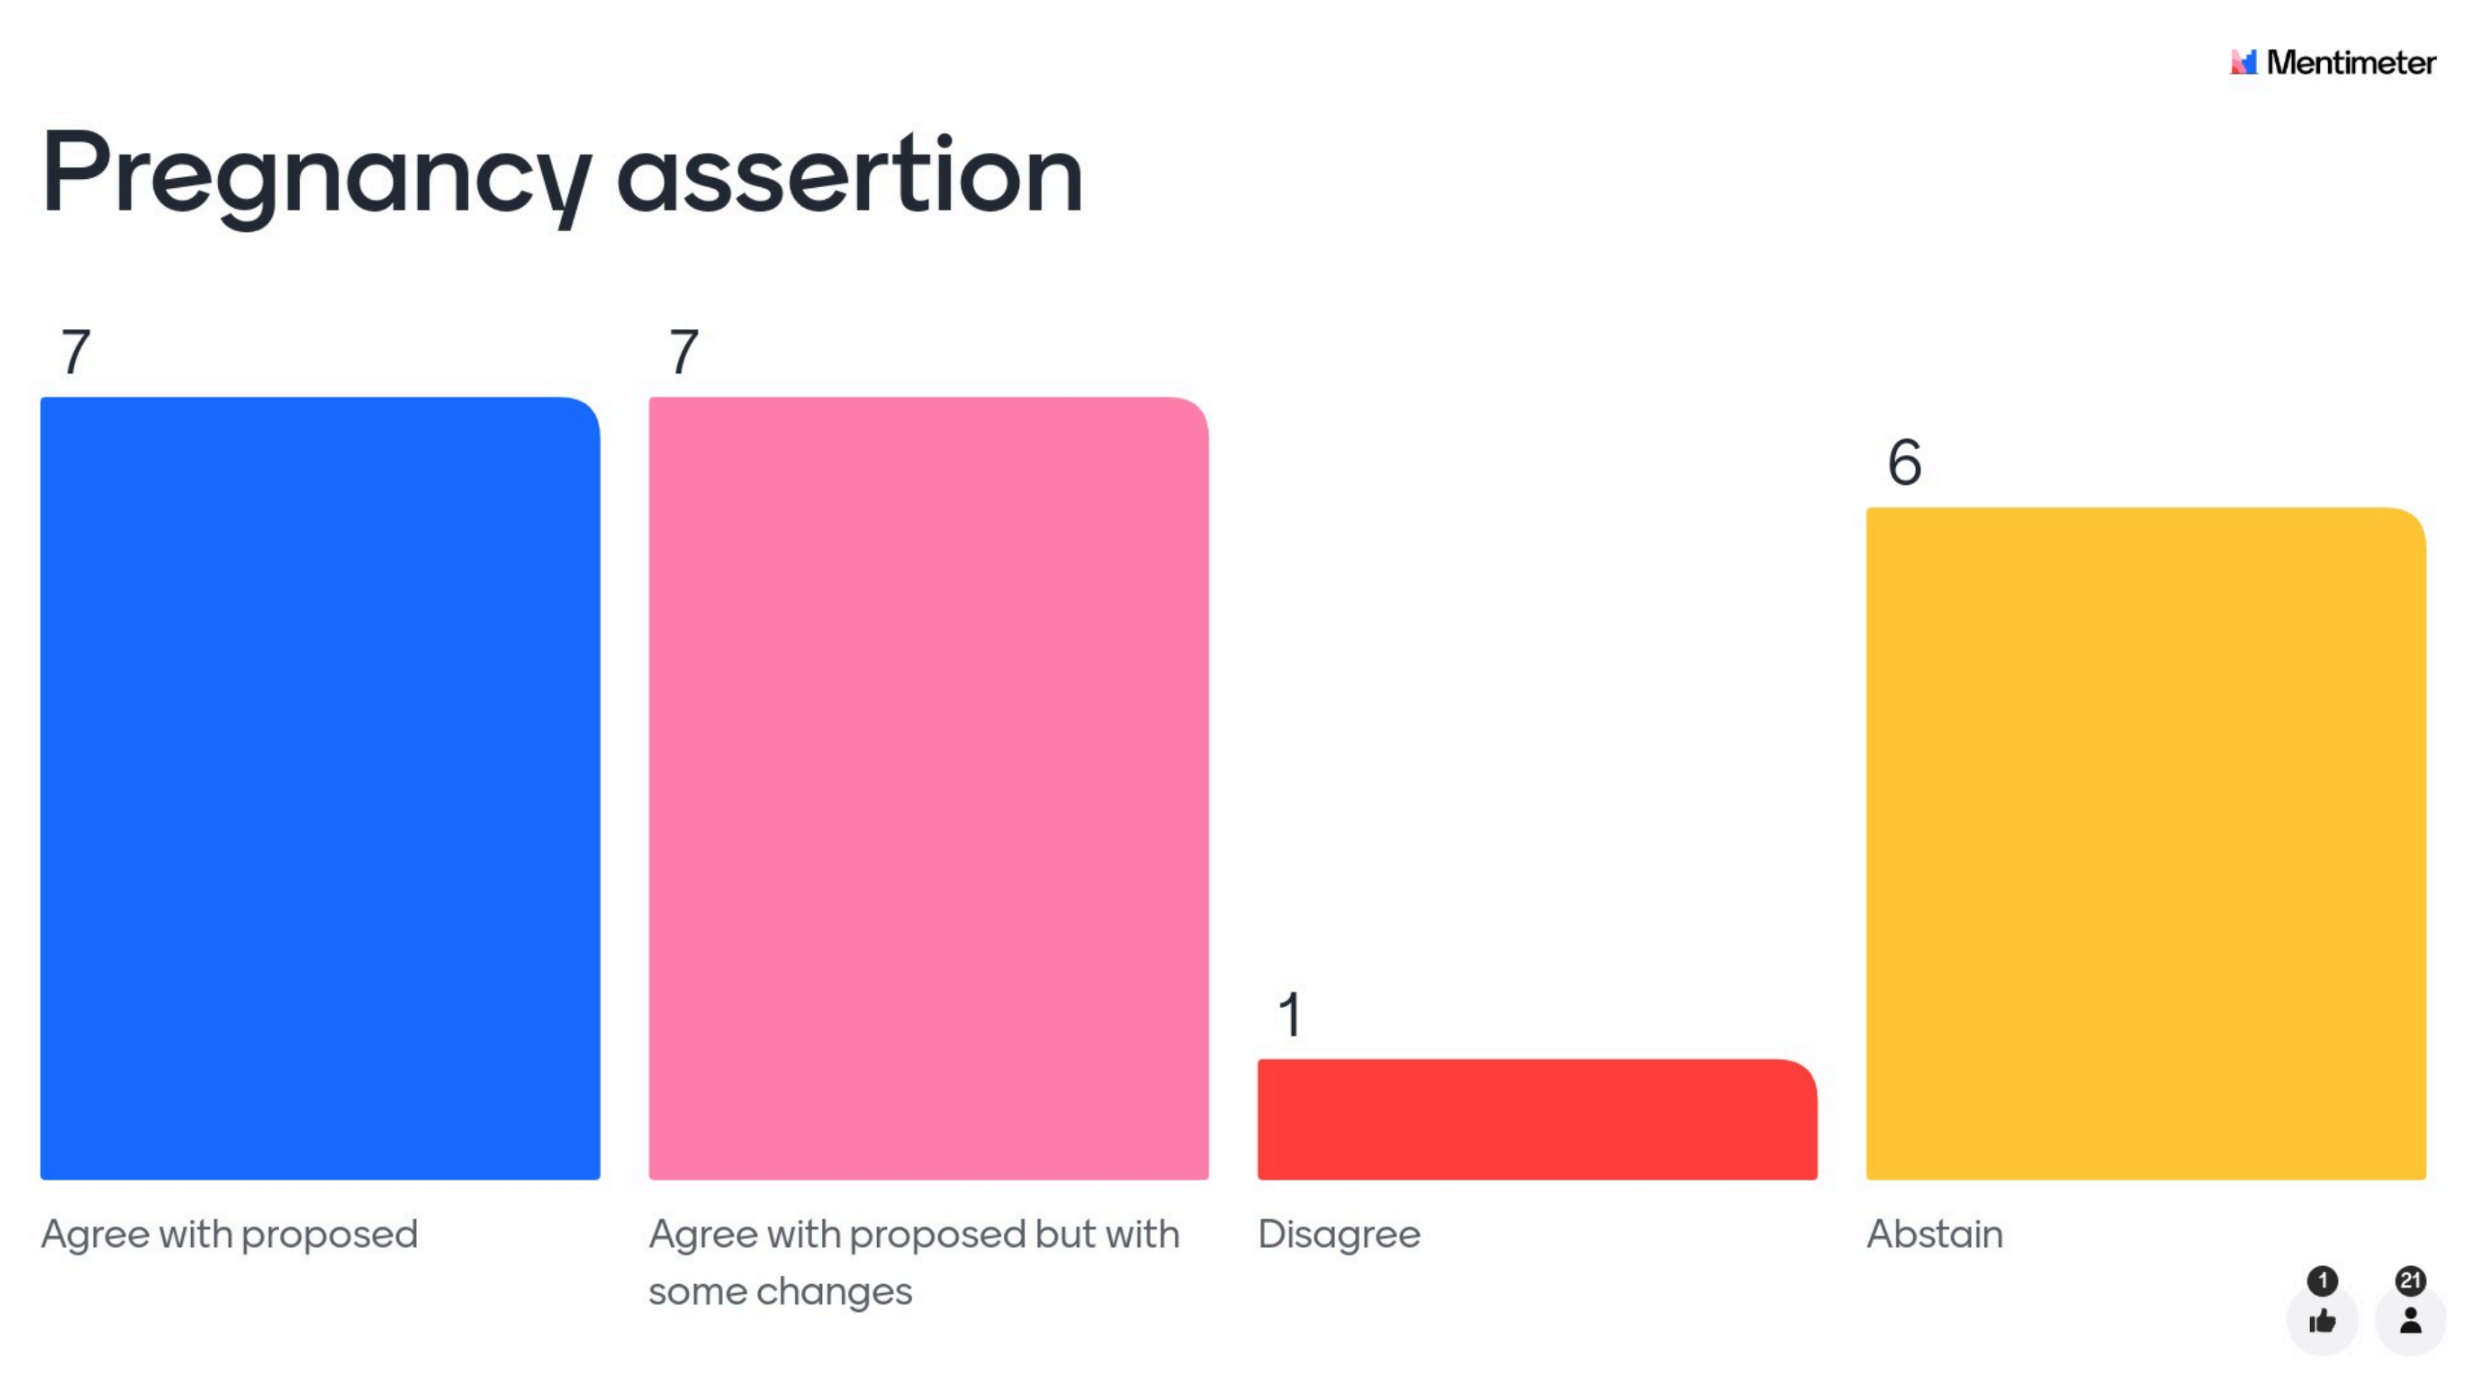 Mentimeter
Pregnancy assertion
7
7
1
6
Agree with proposed
Agree with proposed but with
some changes
Disagree
Abstain
1
21